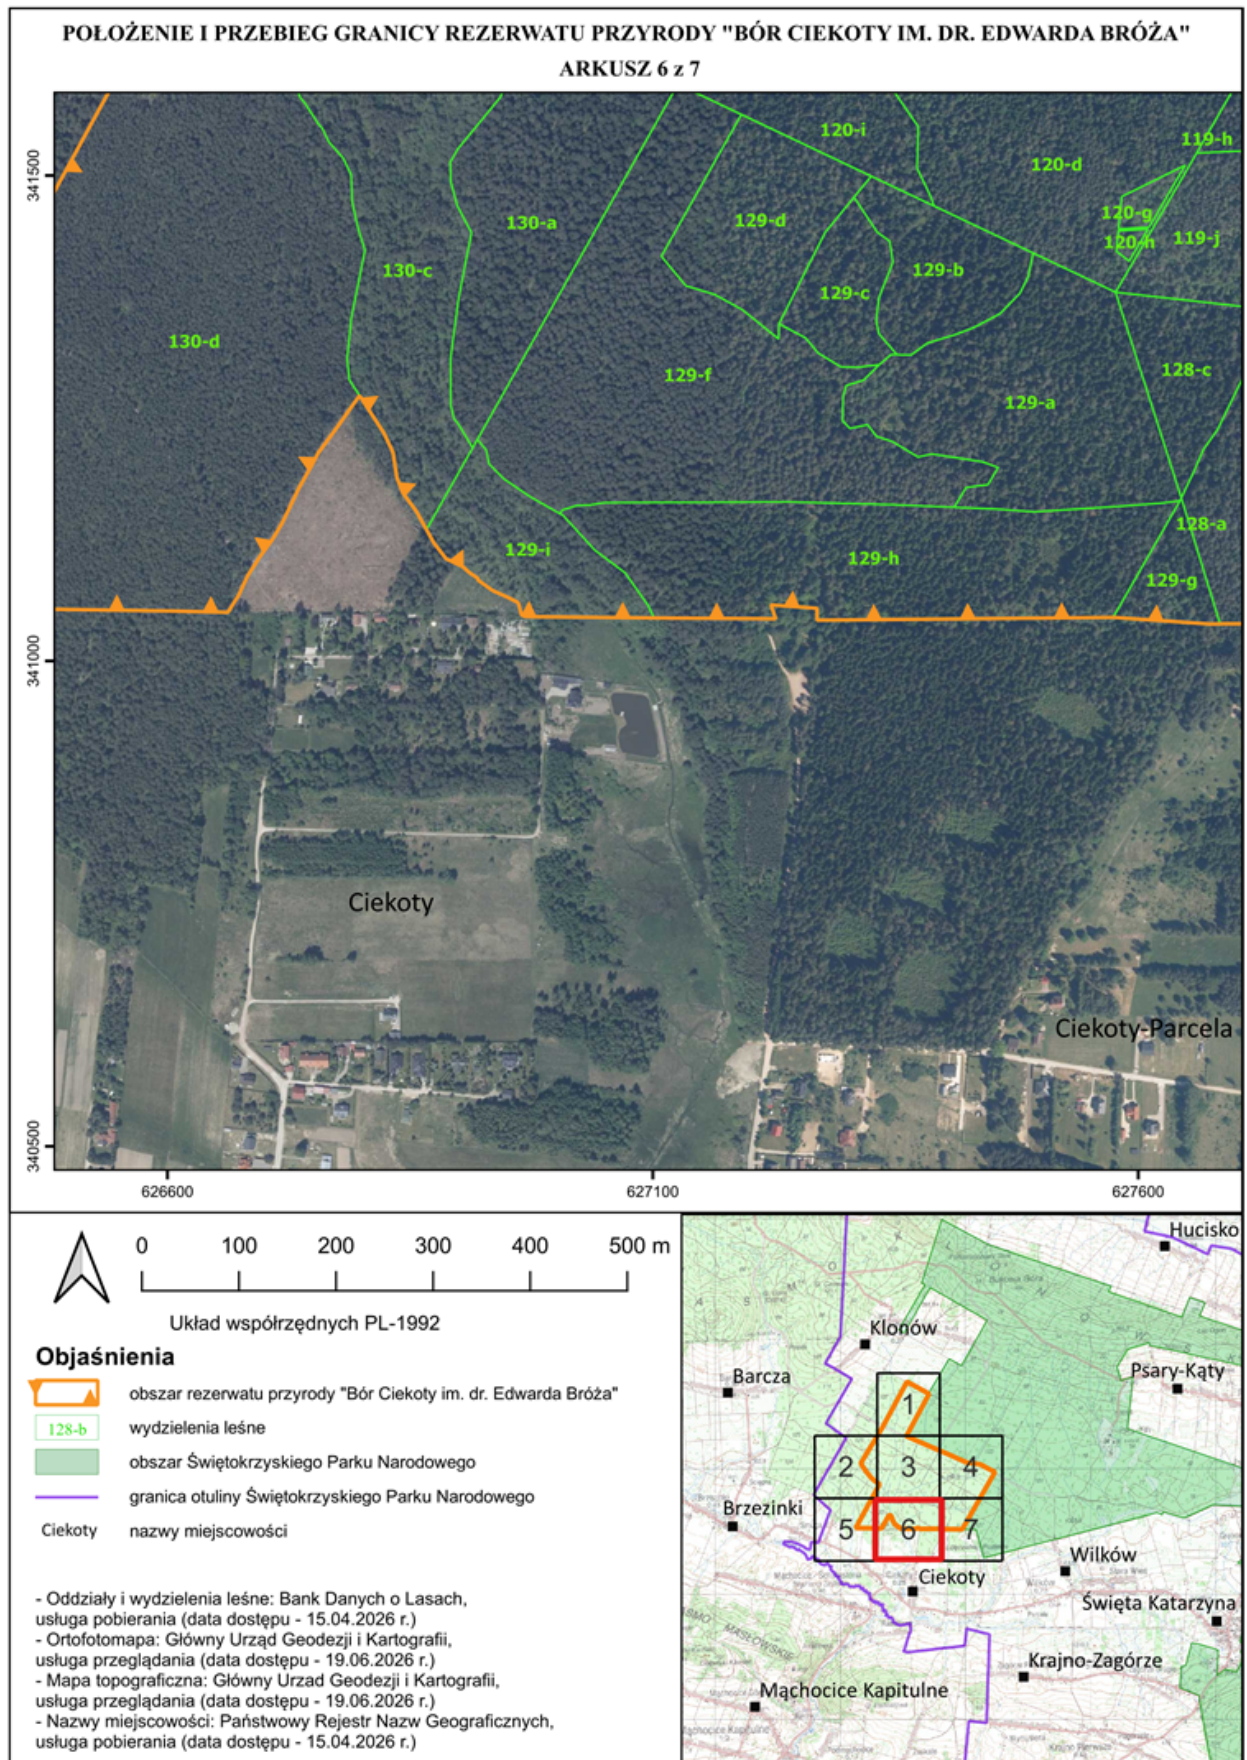 POŁOŻENIE I PRZEBIEG GRANICY REZERWATU PRZYRODY "BÓR CIEKOTY IM. DR. EDWARDA BRÓŻA"
ARKUSZ 6 z 7
341500
341000
340500
120-i
119-h
120-d
130-a
129-d
120-g
120-h
119-j
130-c
129-b
129-c
130-d
129-f
128-c
129-a
128-a
129-i
129-h
129-g
Ciekoty
Ciekoty-Parcela
626600
627100
627600
0 100 200 300 400 500 m
Układ współrzędnych PL-1992
Objaśnienia
obszar rezerwatu przyrody "Bór Ciekoty im. dr. Edwarda Bróża"
128-b wydzielenia leśne
obszar Świętokrzyskiego Parku Narodowego
granica otuliny Świętokrzyskiego Parku Narodowego
Ciekoty nazwy miejscowości
- Oddziały i wydzielenia leśne: Bank Danych o Lasach,
usługa pobierania (data dostępu - 15.04.2026 r.)
- Ortofotomapa: Główny Urząd Geodezji i Kartografii,
usługa przeglądania (data dostępu - 19.06.2026 r.)
- Mapa topograficzna: Główny Urzad Geodezji i Kartografii,
usługa przeglądania (data dostępu - 19.06.2026 r.)
- Nazwy miejscowości: Państwowy Rejestr Nazw Geograficznych,
usługa pobierania (data dostępu - 15.04.2026 r.)
Hucisko
Klonów
Barcza
Psary-Kąty
1
2
3
4
Brzezinki
5
6
7
Wilków
Ciekoty
Święta Katarzyna
MASŁOWSKIE
Krajno-Zagórze
Mąchocice Kapitulne